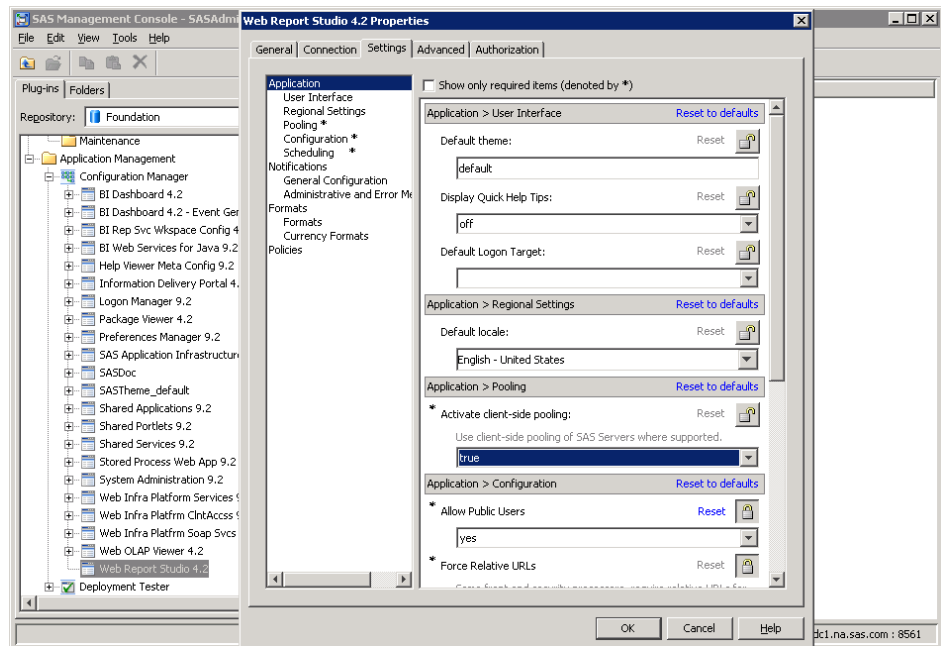 SAS Management Console - SASAdmi
File Edit View Tools Help
Plug-ins Folders
Repository: Foundation
Maintenance
Application Management
Configuration Manager
BI Dashboard 4.2
BI Dashboard 4.2 - Event Ger
BI Rep Svc Wkspace Config 4
BI Web Services for Java 9.2
Help Viewer Meta Config 9.2
Information Delivery Portal 4.
Logon Manager 9.2
Package Viewer 4.2
Preferences Manager 9.2
SAS Application Infrastructure
SASDoc
SASTheme_default
Shared Applications 9.2
Shared Portlets 9.2
Shared Services 9.2
Stored Process Web App 9.2
System Administration 9.2
Web Infra Platform Services 9
Web Infra Platfrm ClntAccss 9
Web Infra Platfrm Soap Svcs
Web OLAP Viewer 4.2
Web Report Studio 4.2
Deployment Tester
Web Report Studio 4.2 Properties
General Connection Settings Advanced Authorization
Application
User Interface
Regional Settings
Pooling *
Configuration *
Scheduling *
Notifications
General Configuration
Administrative and Error Me
Formats
Formats
Currency Formats
Policies
Show only required items (denoted by *)
Application > User Interface Reset to defaults
Default theme: Reset
default
Display Quick Help Tips: Reset
off
Default Logon Target: Reset
Application > Regional Settings Reset to defaults
Default locale: Reset
English - United States
Application > Pooling Reset to defaults
* Activate client-side pooling: Reset
Use client-side pooling of SAS Servers where supported.
true
Application > Configuration Reset to defaults
* Allow Public Users Reset
yes
* Force Relative URLs Reset
OK Cancel Help
dc1.na.sas.com : 8561